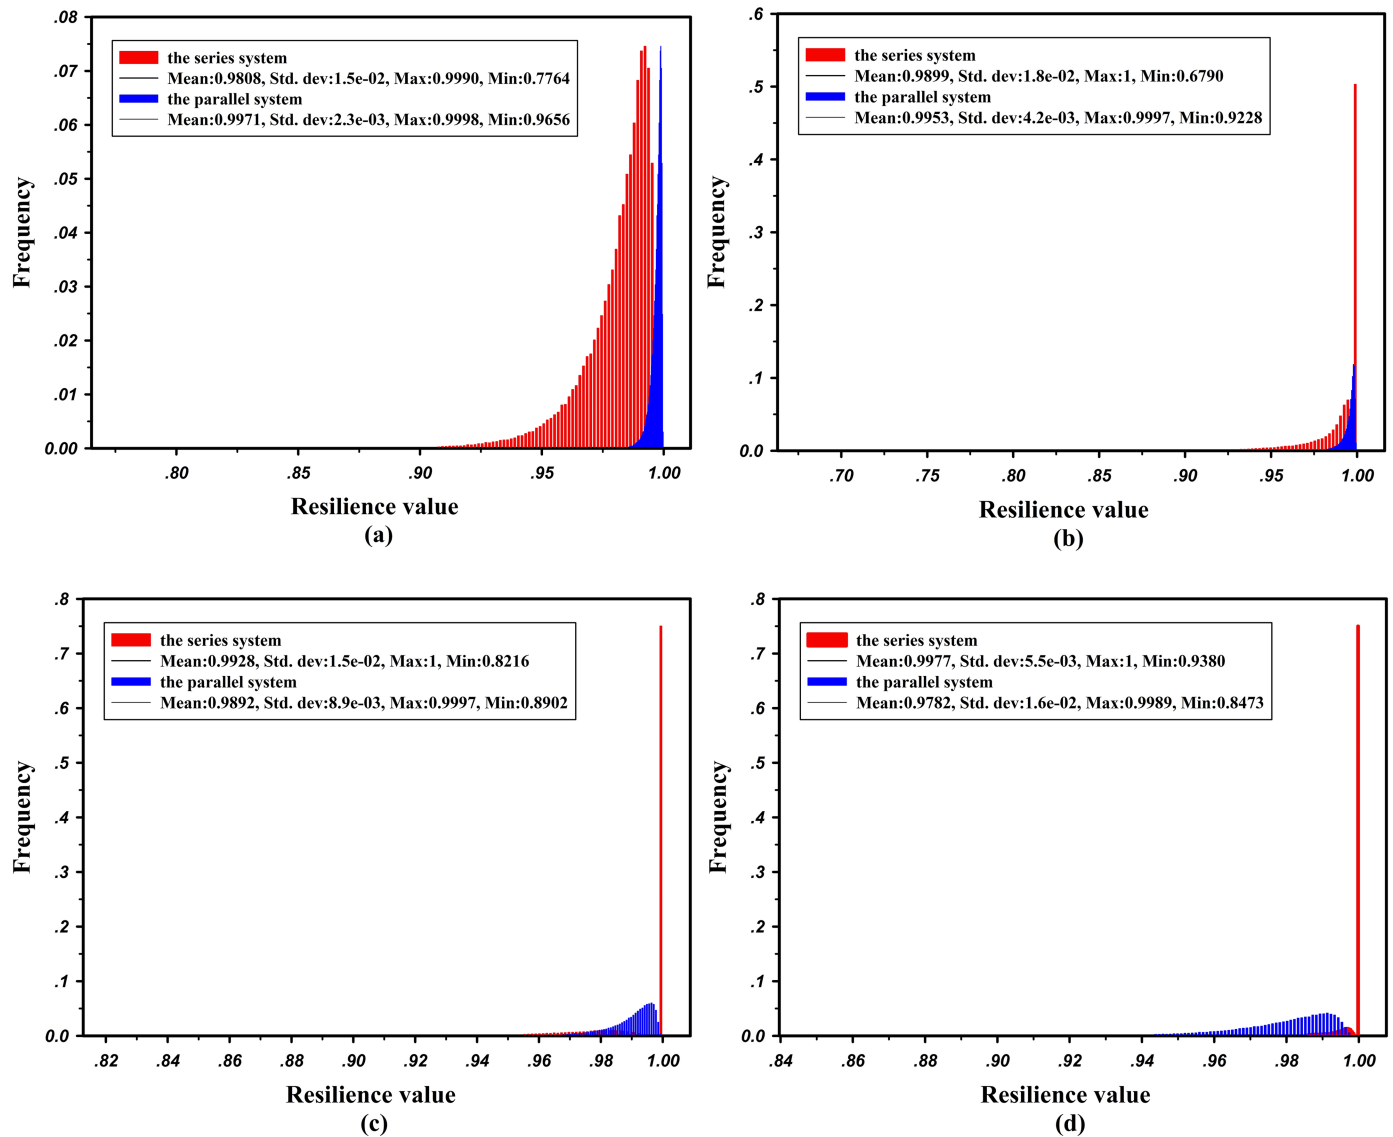 .08
.07
.06
.05
.04
.03
.02
.01
0.00
Frequency
the series system
Mean:0.9808, Std. dev:1.5e-02, Max:0.9990, Min:0.7764
the parallel system
Mean:0.9971, Std. dev:2.3e-03, Max:0.9998, Min:0.9656
.80 .85 .90 .95 1.00
Resilience value
(a)
.6
.5
.4
.3
.2
.1
0.0
Frequency
the series system
Mean:0.9899, Std. dev:1.8e-02, Max:1, Min:0.6790
the parallel system
Mean:0.9953, Std. dev:4.2e-03, Max:0.9997, Min:0.9228
.70 .75 .80 .85 .90 .95 1.00
Resilience value
(b)
.8
.7
.6
.5
.4
.3
.2
.1
0.0
Frequency
the series system
Mean:0.9928, Std. dev:1.5e-02, Max:1, Min:0.8216
the parallel system
Mean:0.9892, Std. dev:8.9e-03, Max:0.9997, Min:0.8902
.82 .84 .86 .88 .90 .92 .94 .96 .98 1.00
Resilience value
(c)
.8
.7
.6
.5
.4
.3
.2
.1
0.0
Frequency
the series system
Mean:0.9977, Std. dev:5.5e-03, Max:1, Min:0.9380
the parallel system
Mean:0.9782, Std. dev:1.6e-02, Max:0.9989, Min:0.8473
.84 .86 .88 .90 .92 .94 .96 .98 1.00
Resilience value
(d)